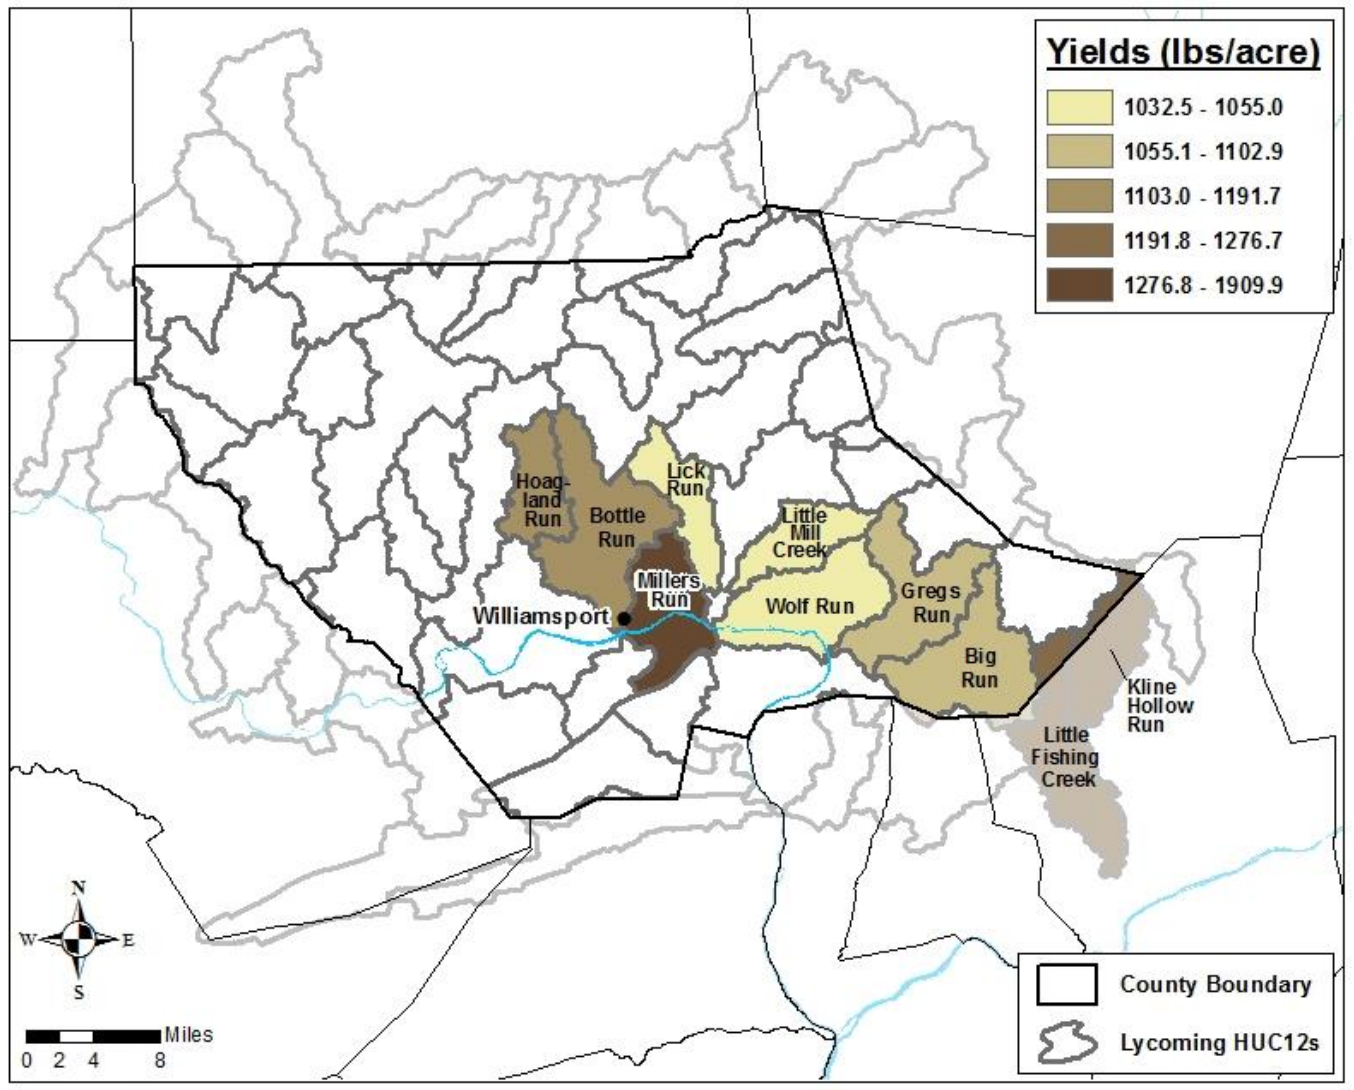 Yields (lbs/acre)
1032.5 - 1055.0
1055.1 - 1102.9
1103.0 - 1191.7
1191.8 - 1276.7
1276.8 - 1909.9
Hoag-
land
Run
Bottle
Run
Lick
Run
Millers
Run
Williamsport
Little
Mill
Creek
Wolf Run
Gregs
Run
Big
Run
Kline
Hollow
Run
Little
Fishing
Creek
N
W E
S
Miles
0 2 4 8
County Boundary
Lycoming HUC12s